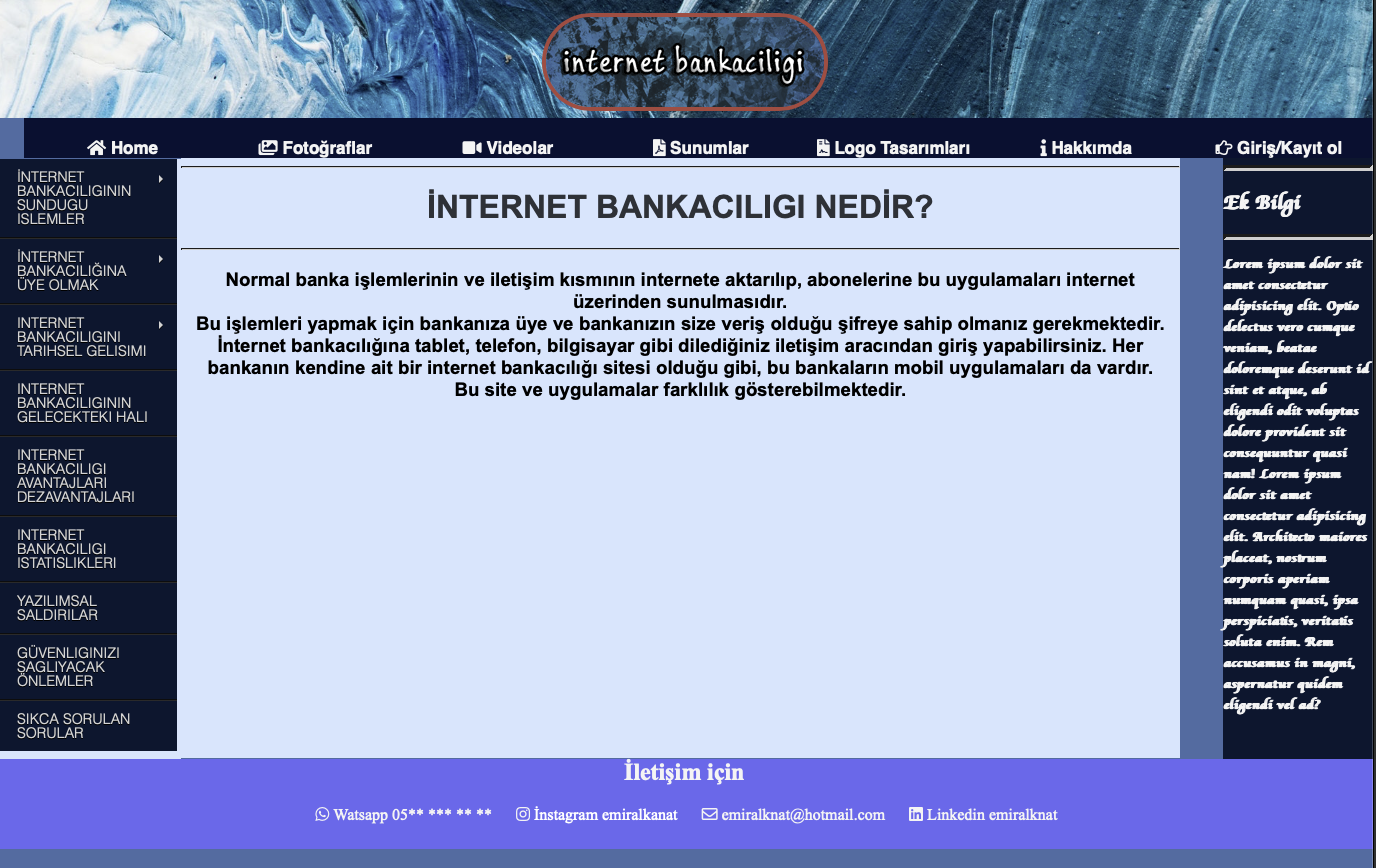 internet bankaciligi
Home
Fotoğraflar
Videolar
Sunumlar
Logo Tasarımları
Hakkımda
Giriş/Kayıt ol
İNTERNET
BANKACILIGININ
SUNDUGU
ISLEMLER
İNTERNET
BANKACILIĞINA
ÜYE OLMAK
INTERNET
BANKACILIGINI
TARIHSEL GELISIMI
INTERNET
BANKACILIGININ
GELECEKTEKI HALI
INTERNET
BANKACILIGI
AVANTAJLARI
DEZAVANTAJLARI
INTERNET
BANKACILIGI
ISTATISLIKLERI
YAZILIMSAL
SALDIRILAR
GÜVENLIGINIZI
SAGLIYACAK
ÖNLEMLER
SIKCA SORULAN
SORULAR
İNTERNET BANKACILIGI NEDİR?
Normal banka işlemlerinin ve iletişim kısmının internete aktarılıp, abonelerine bu uygulamaları internet
üzerinden sunulmasıdır.
Bu işlemleri yapmak için bankanıza üye ve bankanızın size veriş olduğu şifreye sahip olmanız gerekmektedir.
İnternet bankacılığına tablet, telefon, bilgisayar gibi dilediğiniz iletişim aracından giriş yapabilirsiniz. Her
bankanın kendine ait bir internet bankacılığı sitesi olduğu gibi, bu bankaların mobil uygulamaları da vardır.
Bu site ve uygulamalar farklılık gösterebilmektedir.
Ek Bilgi
Lorem ipsum dolor sit
amet consectetur
adipisicing elit. Optio
delectus vero cumque
veniam, beatae
doloremque deserunt id
sint et atque, ab
eligendi odit voluptas
dolore provident sit
consequuntur quasi
nam! Lorem ipsum
dolor sit amet
consectetur adipisicing
elit. Architecto maiores
placeat, nostrum
corporis aperiam
numquam quasi, ipsa
perspiciatis, veritatis
soluta enim. Rem
accusamus in magni,
aspernatur quidem
eligendi vel ad?
İletişim için
Watsapp 05** *** ** **
İnstagram emiralkanat
emiralknat@hotmail.com
Linkedin emiralknat